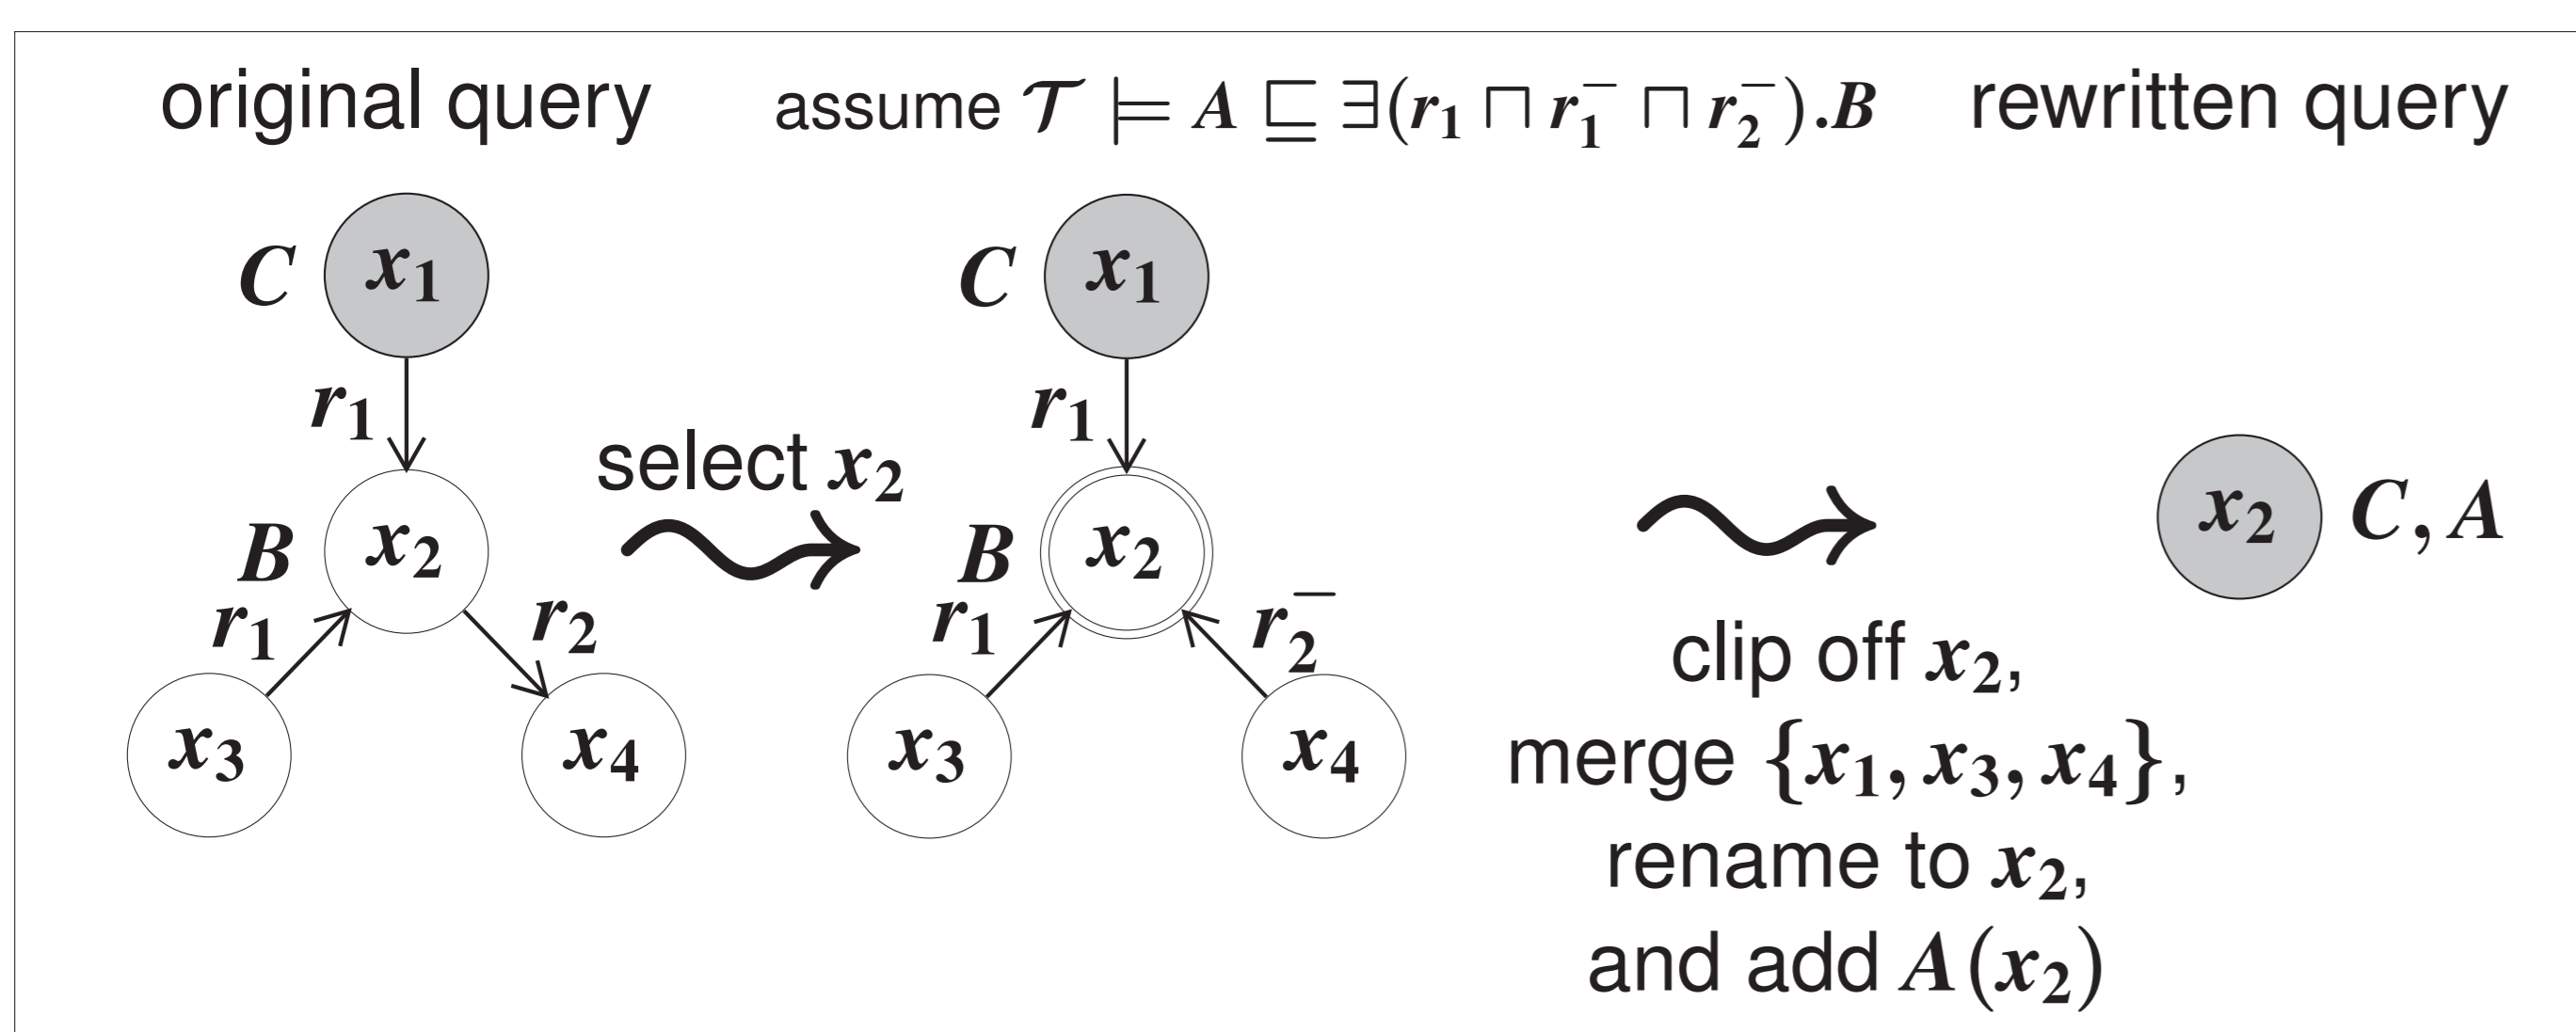 original query assume 𝒯 ⊨ A ⊑ ∃(r₁ ⊓ r₁⁻ ⊓ r₂⁻).B rewritten query
C x₁ C x₁
r₁ r₁
select x₂
B x₂ B x₂ x₂ C, A
r₁ r₂ r₁ r₂⁻
clip off x₂,
x₃ x₄ x₃ x₄ merge {x₁, x₃, x₄},
rename to x₂,
and add A(x₂)